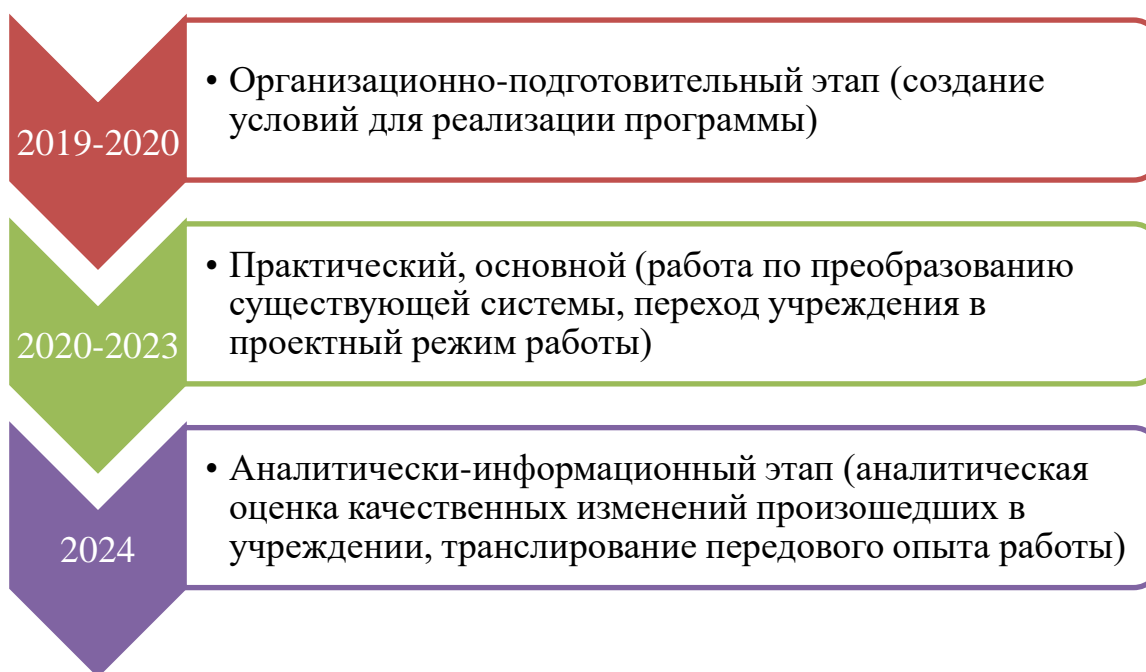 2019-2020
• Организационно-подготовительный этап (создание
условий для реализации программы)
2020-2023
• Практический, основной (работа по преобразованию
существующей системы, переход учреждения в
проектный режим работы)
2024
• Аналитически-информационный этап (аналитическая
оценка качественных изменений произошедших в
учреждении, транслирование передового опыта работы)